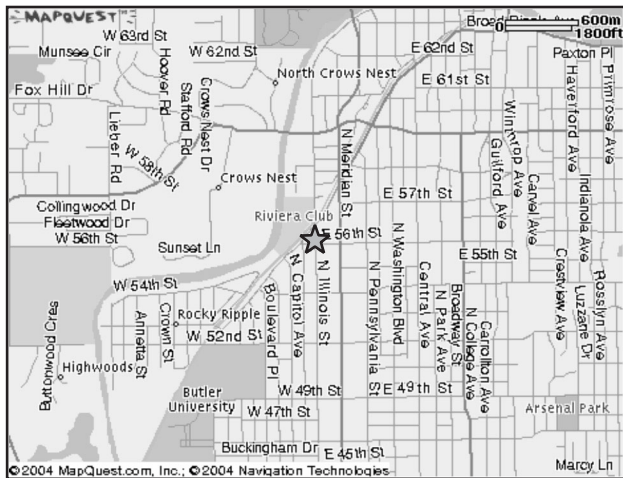 MAPQUEST
600m
0
1800ft
W 63rd St
Munsee Cir
Fox Hill Dr
Hoover Rd
Stafford Rd
W 62nd St
Crows Nest Dr
North Crows Nest
Broad Ripple Ave
E 62nd St
Paxton Pl
E 61st St
Haverford Ave
Primrose Ave
Lieber Rd
W 58th St
Crows Nest
N Meridian St
E 57th St
Winthrop Ave
Guilford Ave
Carvel Ave
Indianola Ave
Collingwood Dr
Fleetwood Dr
W 56th St
Sunset Ln
Riviera Club
E 56th St
E 55th St
W 54th St
N Capitol Ave
N Illinois St
N Pennsylvania St
N Washington Blvd
Central Ave
N Park Ave
Broadway St
N College Ave
Carrollton Ave
Crestview Ave
Luzzane Dr
Rosslyn Ave
Buttonwood Cres
Annetta St
Crown St
Rocky Ripple
W 52nd St
Boulevard Pl
Highwoods
Butler
University
W 49th St
E 49th St
W 47th St
Arsenal Park
Buckingham Dr
E 45th St
Marcy Ln
©2004 MapQuest.com, Inc.; ©2004 Navigation Technologies